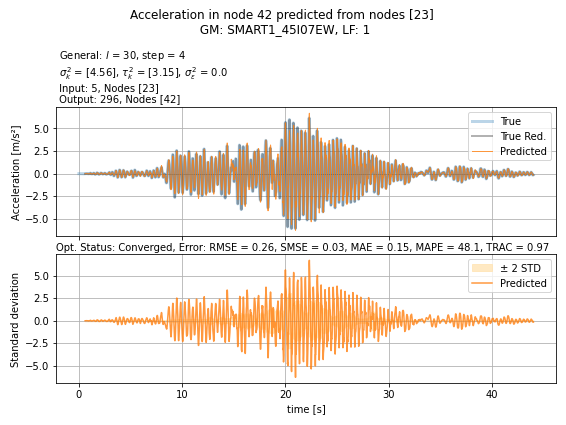 Acceleration in node 42 predicted from nodes [23]
GM: SMART1_45I07EW, LF: 1
General: l = 30, step = 4
σ²ₖ = [4.56], τ²ₖ = [3.15], σ²ε = 0.0
Input: 5, Nodes [23]
Output: 296, Nodes [42]
Acceleration [m/s²]
5.0
2.5
0.0
−2.5
−5.0
True
True Red.
Predicted
Opt. Status: Converged, Error: RMSE = 0.26, SMSE = 0.03, MAE = 0.15, MAPE = 48.1, TRAC = 0.97
Standard deviation
5.0
2.5
0.0
−2.5
−5.0
± 2 STD
Predicted
0 10 20 30 40
time [s]